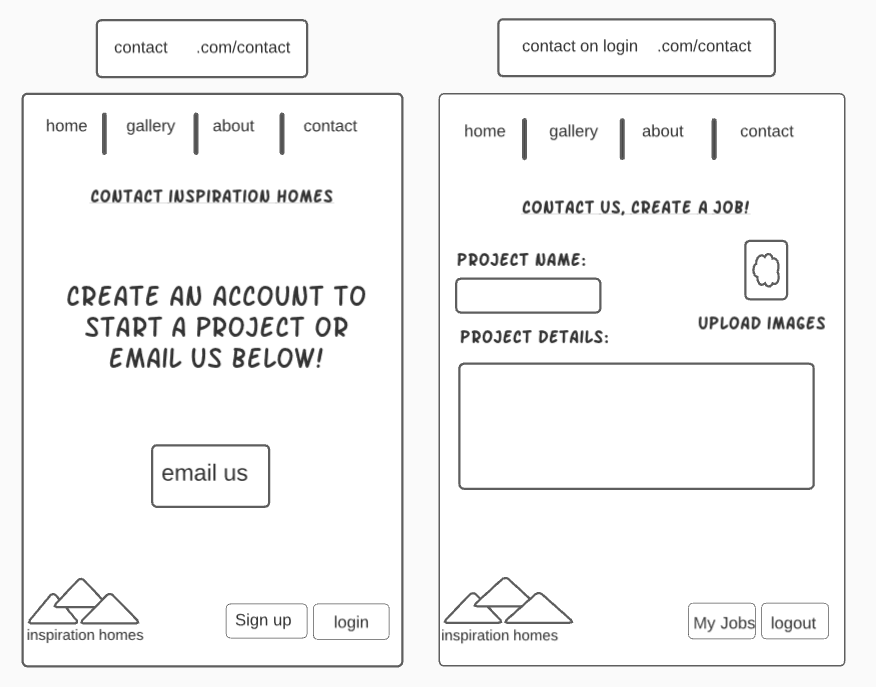 contact .com/contact
home gallery about contact
CONTACT INSPIRATION HOMES
CREATE AN ACCOUNT TO
START A PROJECT OR
EMAIL US BELOW!
email us
inspiration homes
Sign up login
contact on login .com/contact
home gallery about contact
CONTACT US, CREATE A JOB!
PROJECT NAME:
UPLOAD IMAGES
PROJECT DETAILS:
inspiration homes
My Jobs logout